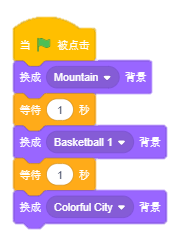 当 被点击
换成 Mountain 背景
等待 1 秒
换成 Basketball 1 背景
等待 1 秒
换成 Colorful City 背景